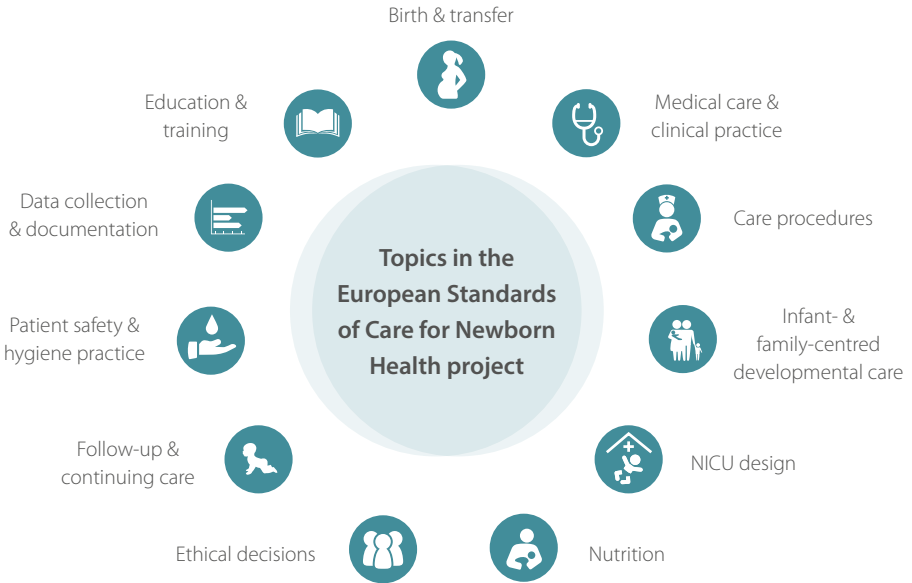 Birth & transfer
Medical care &
clinical practice
Care procedures
Infant- &
family-centred
developmental care
NICU design
Nutrition
Ethical decisions
Follow-up &
continuing care
Patient safety &
hygiene practice
Data collection
& documentation
Education &
training
Topics in the
European Standards
of Care for Newborn
Health project